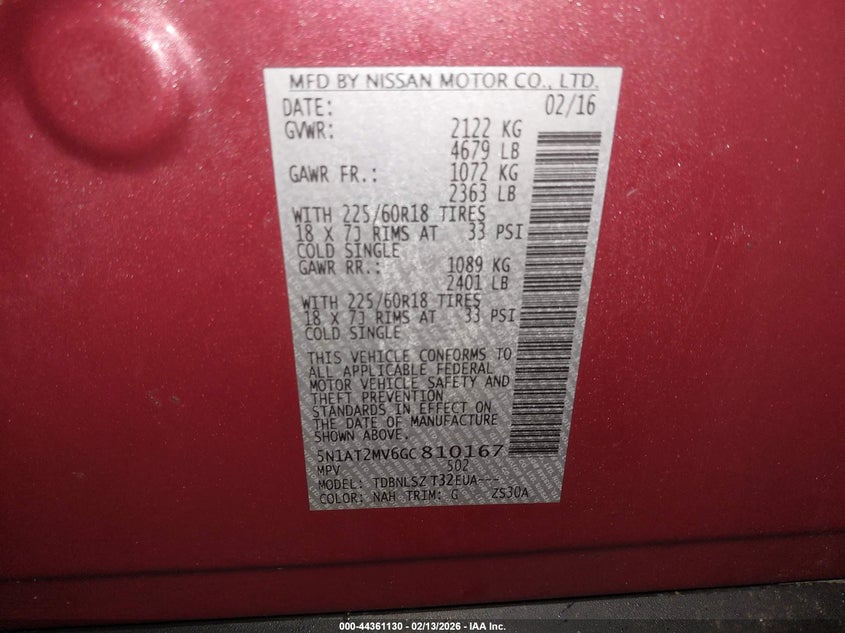 MFD BY NISSAN MOTOR CO., LTD.
DATE: 02/16
GVWR: 2122 KG
4679 LB
GAWR FR.: 1072 KG
2363 LB
WITH 225/60R18 TIRES
18 X 7J RIMS AT 33 PSI
COLD SINGLE
GAWR RR.: 1089 KG
2401 LB
WITH 225/60R18 TIRES
18 X 7J RIMS AT 33 PSI
COLD SINGLE
THIS VEHICLE CONFORMS TO
ALL APPLICABLE FEDERAL
MOTOR VEHICLE SAFETY AND
THEFT PREVENTION
STANDARDS IN EFFECT ON
THE DATE OF MANUFACTURE
SHOWN ABOVE.
5N1AT2MV6GC810167
MPV 502
MODEL: TDBNLSZ T32EUA---
COLOR: NAH TRIM: G ZS30A
000-44361130 - 02/13/2026 - IAA Inc.